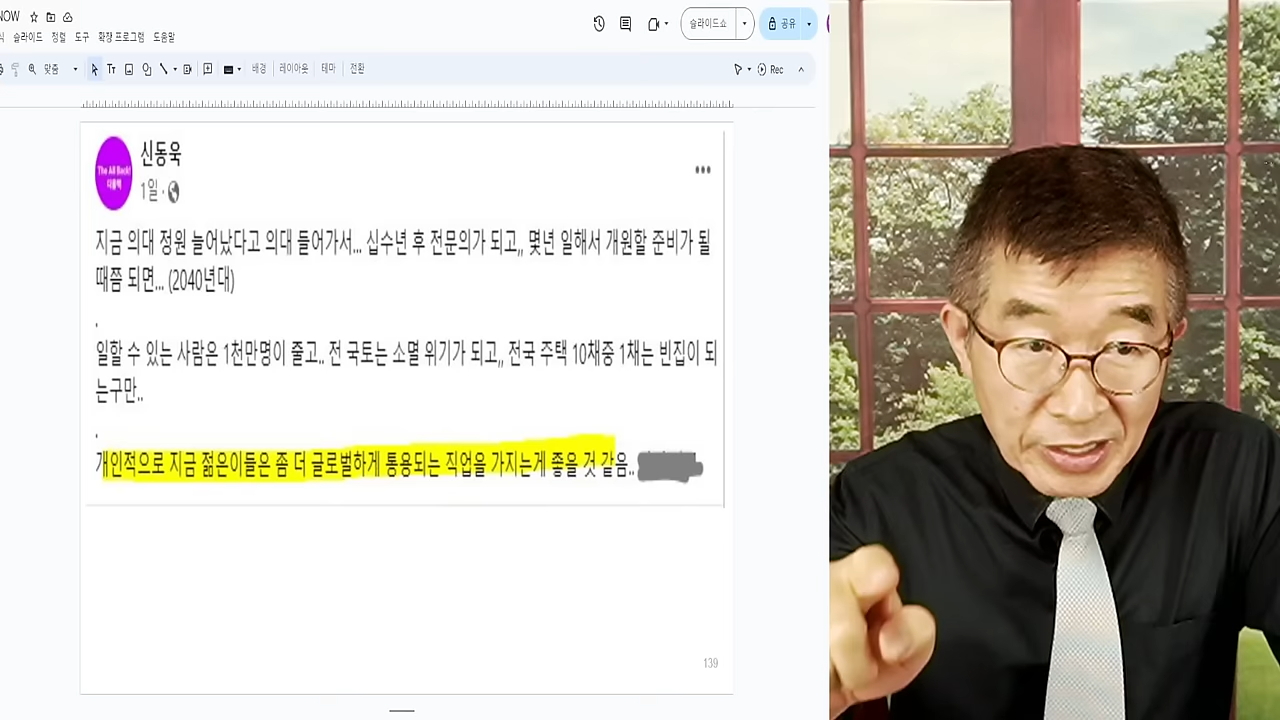 NOW
슬라이드쇼
공유
식 슬라이드 정렬 도구 확장 프로그램 도움말
맞춤 Tт 배경 레이아웃 테마 전환 Rec
The All Back!
대올백
신동욱
1일 ·
지금 의대 정원 늘어났다고 의대 들어가서... 십수년 후 전문의가 되고,, 몇년 일해서 개원할 준비가 될
때쯤 되면... (2040년대)
.
일할 수 있는 사람은 1천만명이 줄고.. 전 국토는 소멸 위기가 되고,, 전국 주택 10채중 1채는 빈집이 되
는구만..
.
개인적으로 지금 젊은이들은 좀 더 글로벌하게 통용되는 직업을 가지는게 좋을 것 같음..
139